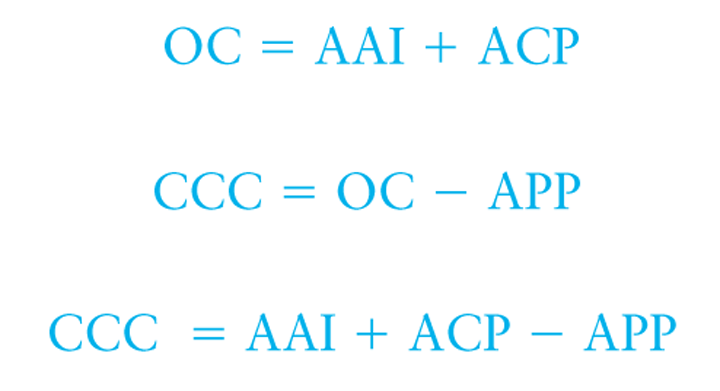 OC = AAI + ACP
CCC = OC − APP
CCC = AAI + ACP − APP